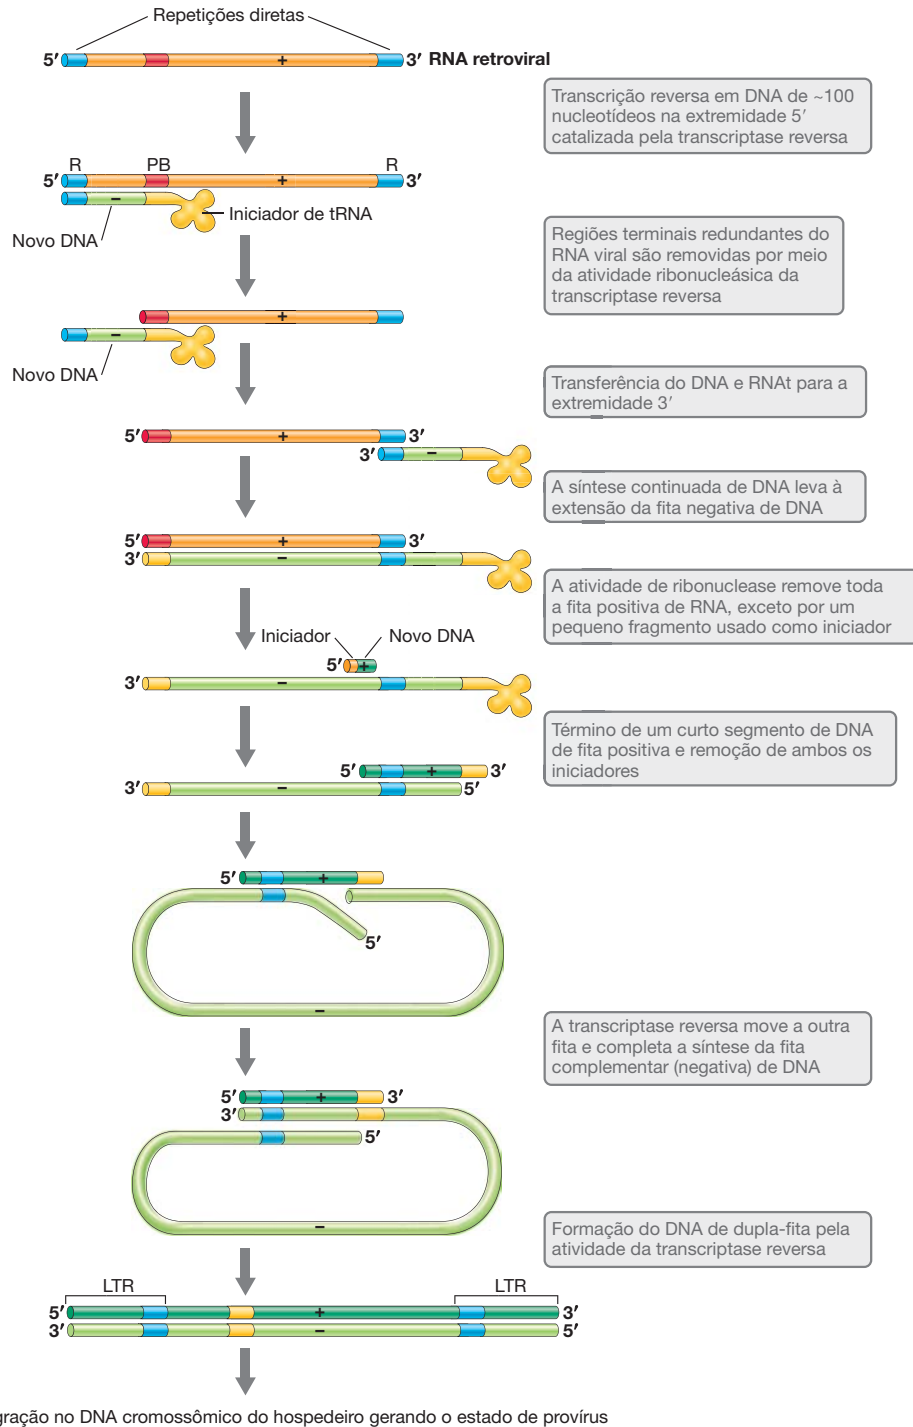 Repetições diretas
5′ + 3′ RNA retroviral
Transcrição reversa em DNA de ~100
nucleotídeos na extremidade 5′
catalizada pela transcriptase reversa
R PB R
5′ + 3′
–
Iniciador de tRNA
Novo DNA
Regiões terminais redundantes do
RNA viral são removidas por meio
da atividade ribonucleásica da
transcriptase reversa
+
–
Novo DNA
Transferência do DNA e RNAt para a
extremidade 3′
5′ + 3′
3′ –
A síntese continuada de DNA leva à
extensão da fita negativa de DNA
5′ + 3′
3′ –
A atividade de ribonuclease remove toda
a fita positiva de RNA, exceto por um
pequeno fragmento usado como iniciador
Iniciador Novo DNA
5′ +
3′ –
Término de um curto segmento de DNA
de fita positiva e remoção de ambos os
iniciadores
5′ + 3′
3′ – 5′
5′ +
5′
–
A transcriptase reversa move a outra
fita e completa a síntese da fita
complementar (negativa) de DNA
5′ + 3′
3′
5′
–
Formação do DNA de dupla-fita pela
atividade da transcriptase reversa
LTR LTR
5′ + 3′
3′ – 5′
gração no DNA cromossômico do hospedeiro gerando o estado de provírus